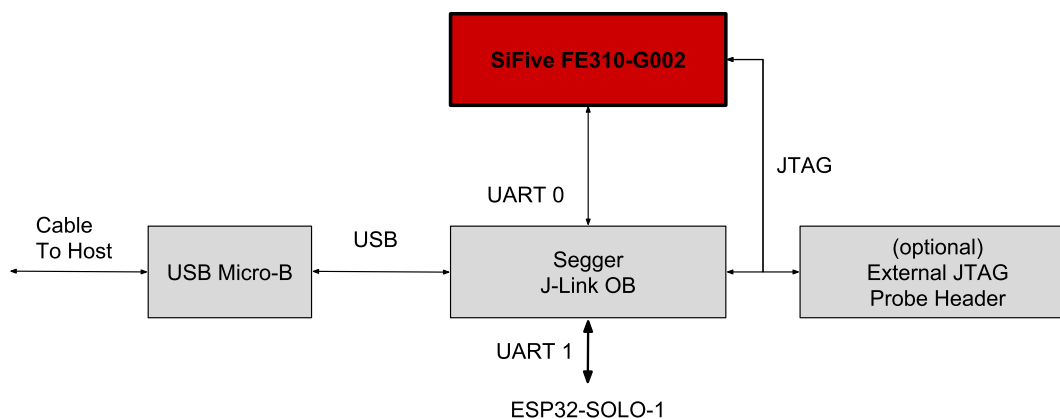 SiFive FE310-G002
JTAG
UART 0
Cable
To Host
USB
USB Micro-B
Segger
J-Link OB
(optional)
External JTAG
Probe Header
UART 1
ESP32-SOLO-1